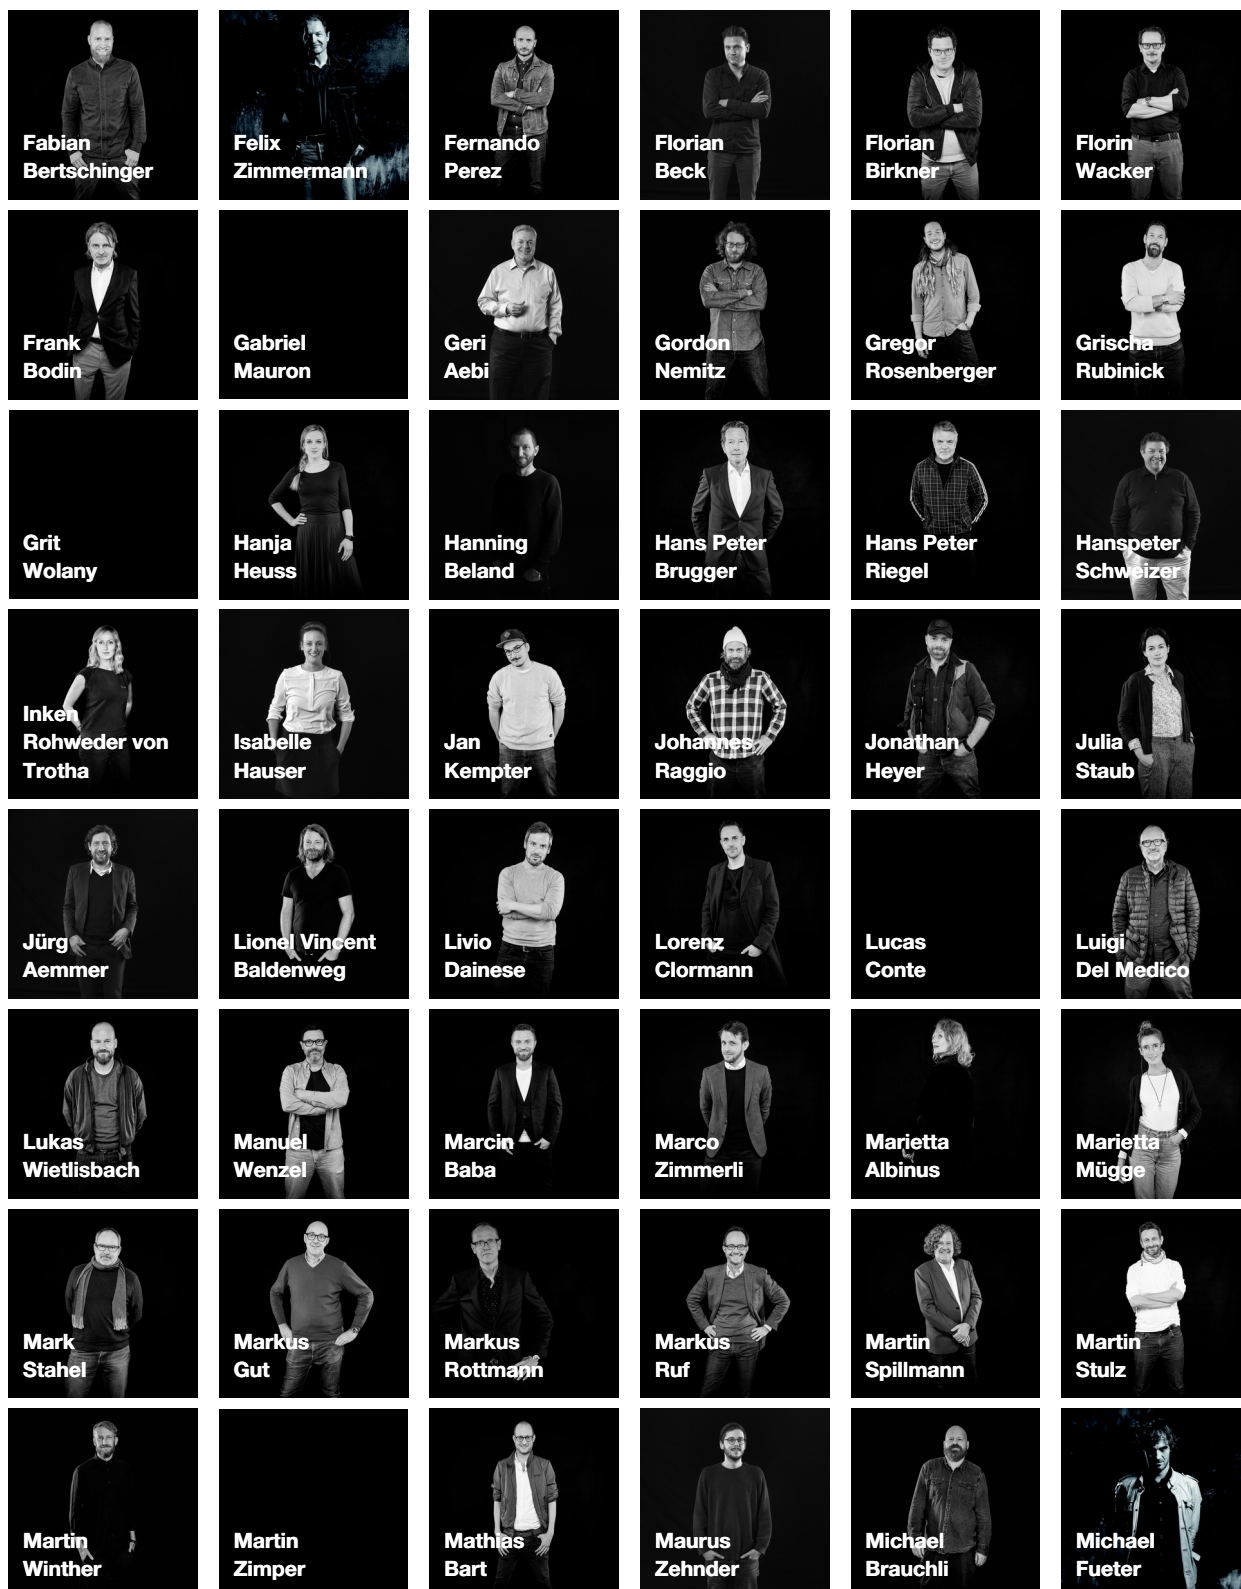 Fabian
Bertschinger
Felix
Zimmermann
Fernando
Perez
Florian
Beck
Florian
Birkner
Florin
Wacker
Frank
Bodin
Gabriel
Mauron
Geri
Aebi
Gordon
Nemitz
Gregor
Rosenberger
Grischa
Rubinick
Grit
Wolany
Hanja
Heuss
Hanning
Beland
Hans Peter
Brugger
Hans Peter
Riegel
Hanspeter
Schweizer
Inken
Rohweder von
Trotha
Isabelle
Hauser
Jan
Kempter
Johannes
Raggio
Jonathan
Heyer
Julia
Staub
Jürg
Aemmer
Lionel Vincent
Baldenweg
Livio
Dainese
Lorenz
Clormann
Lucas
Conte
Luigi
Del Medico
Lukas
Wietlisbach
Manuel
Wenzel
Marcin
Baba
Marco
Zimmerli
Marietta
Albinus
Marietta
Mügge
Mark
Stahel
Markus
Gut
Markus
Rottmann
Markus
Ruf
Martin
Spillmann
Martin
Stulz
Martin
Winther
Martin
Zimper
Mathias
Bart
Maurus
Zehnder
Michael
Brauchli
Michael
Fueter